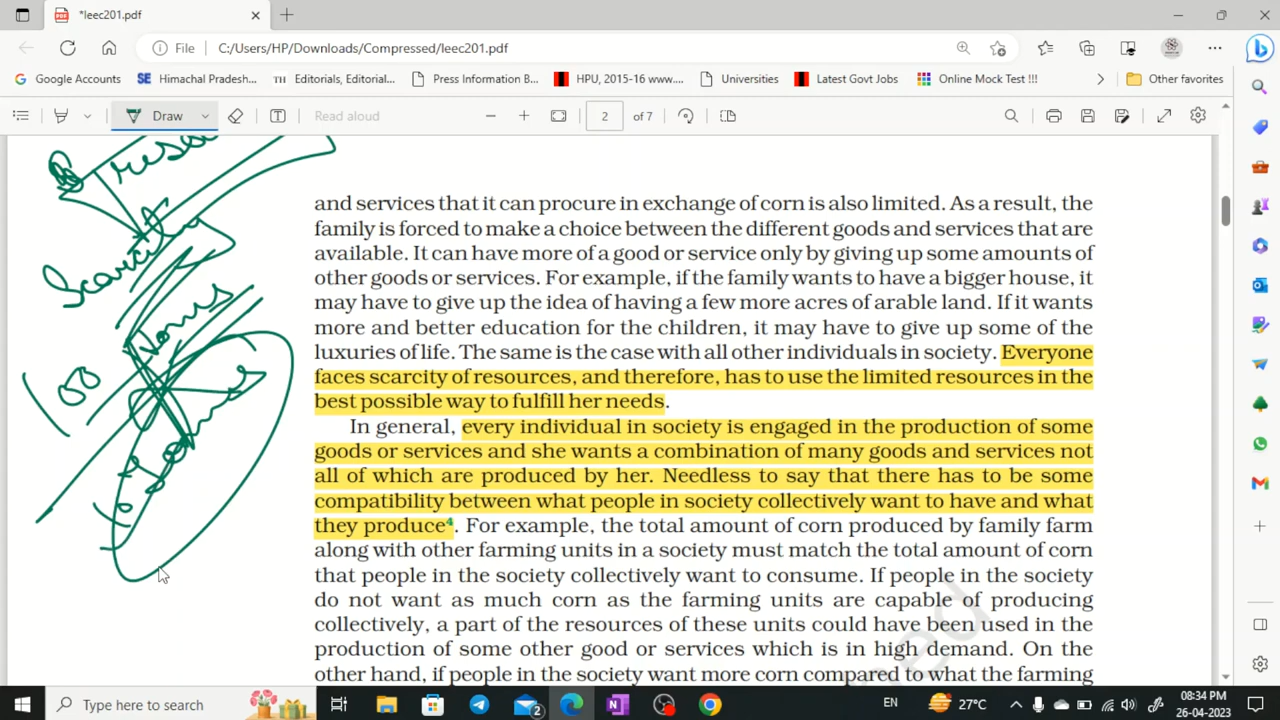 *leec201.pdf
File C:/Users/HP/Downloads/Compressed/leec201.pdf
Google Accounts SE Himachal Pradesh... TH Editorials, Editorial... Press Information B... HPU, 2015-16 www.... Universities Latest Govt Jobs Online Mock Test !!! Other favorites
Draw Read aloud 2 of 7
Scarcity
100
and services that it can procure in exchange of corn is also limited. As a result, the
family is forced to make a choice between the different goods and services that are
available. It can have more of a good or service only by giving up some amounts of
other goods or services. For example, if the family wants to have a bigger house, it
may have to give up the idea of having a few more acres of arable land. If it wants
more and better education for the children, it may have to give up some of the
luxuries of life. The same is the case with all other individuals in society. Everyone
faces scarcity of resources, and therefore, has to use the limited resources in the
best possible way to fulfill her needs.
In general, every individual in society is engaged in the production of some
goods or services and she wants a combination of many goods and services not
all of which are produced by her. Needless to say that there has to be some
compatibility between what people in society collectively want to have and what
they produce⁴. For example, the total amount of corn produced by family farm
along with other farming units in a society must match the total amount of corn
that people in the society collectively want to consume. If people in the society
do not want as much corn as the farming units are capable of producing
collectively, a part of the resources of these units could have been used in the
production of some other good or services which is in high demand. On the
other hand, if people in the society want more corn compared to what the farming
Type here to search
2
EN 27°C 08:34 PM
26-04-2023